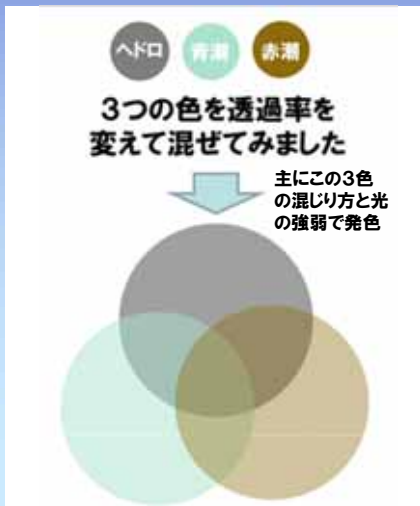 ヘドロ 青潮 赤潮
3つの色を透過率を
変えて混ぜてみました
主にこの3色
の混じり方と光
の強弱で発色